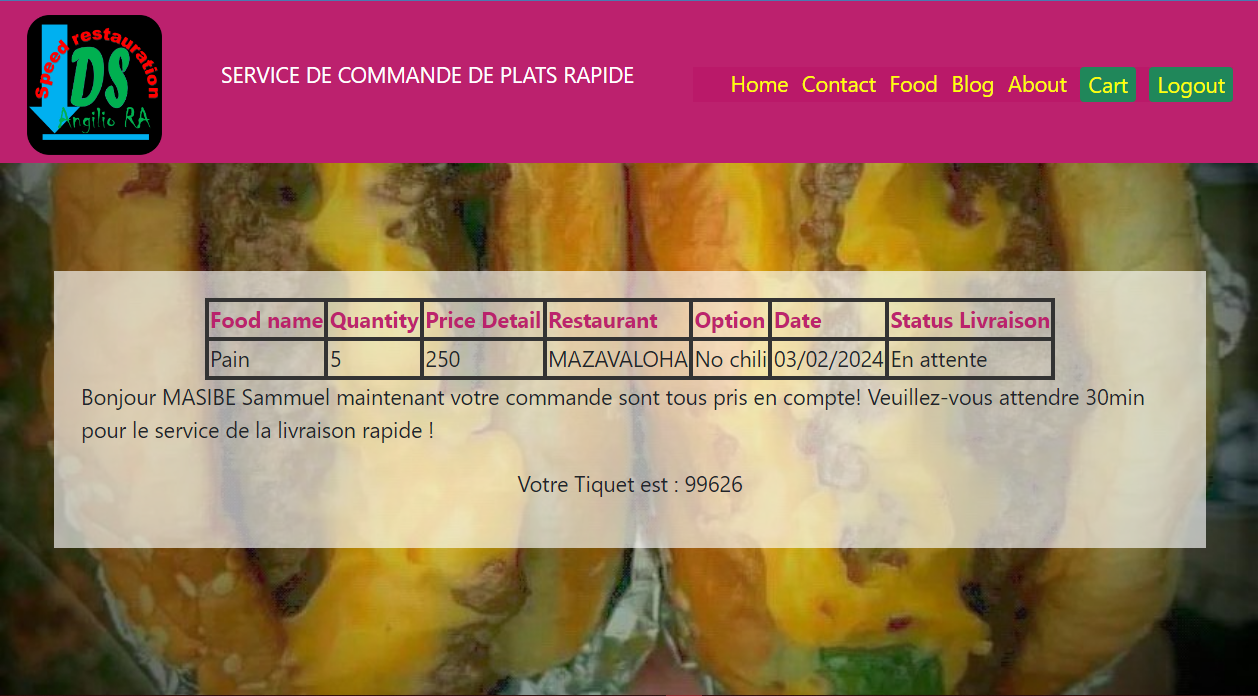 Speed restauration
DS
Angilio RA
SERVICE DE COMMANDE DE PLATS RAPIDE
Home Contact Food Blog About Cart Logout
Food name Quantity Price Detail Restaurant Option Date Status Livraison
Pain 5 250 MAZAVALOHA No chili 03/02/2024 En attente
Bonjour MASIBE Sammuel maintenant votre commande sont tous pris en compte! Veuillez-vous attendre 30min
pour le service de la livraison rapide !
Votre Tiquet est : 99626